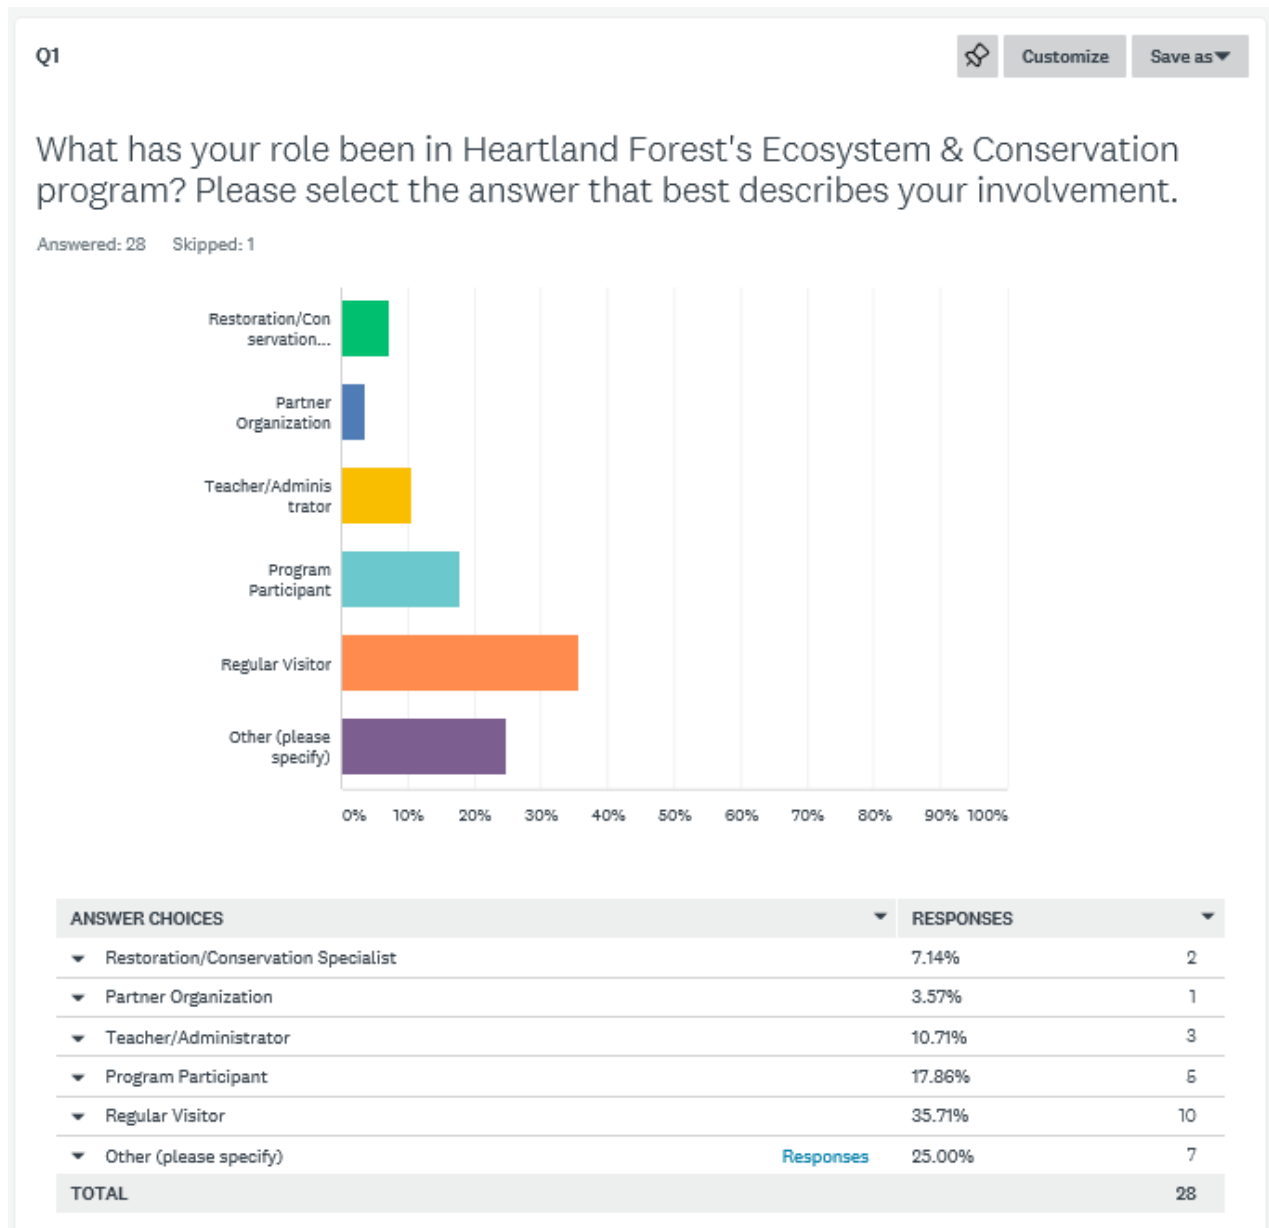 Q1
Customize
Save as
What has your role been in Heartland Forest's Ecosystem & Conservation
program? Please select the answer that best describes your involvement.
Answered: 28 Skipped: 1
Restoration/Con
servation...
Partner
Organization
Teacher/Adminis
trator
Program
Participant
Regular Visitor
Other (please
specify)
0% 10% 20% 30% 40% 50% 60% 70% 80% 90% 100%
ANSWER CHOICES RESPONSES
Restoration/Conservation Specialist 7.14% 2
Partner Organization 3.57% 1
Teacher/Administrator 10.71% 3
Program Participant 17.86% 5
Regular Visitor 35.71% 10
Other (please specify) Responses 25.00% 7
TOTAL 28